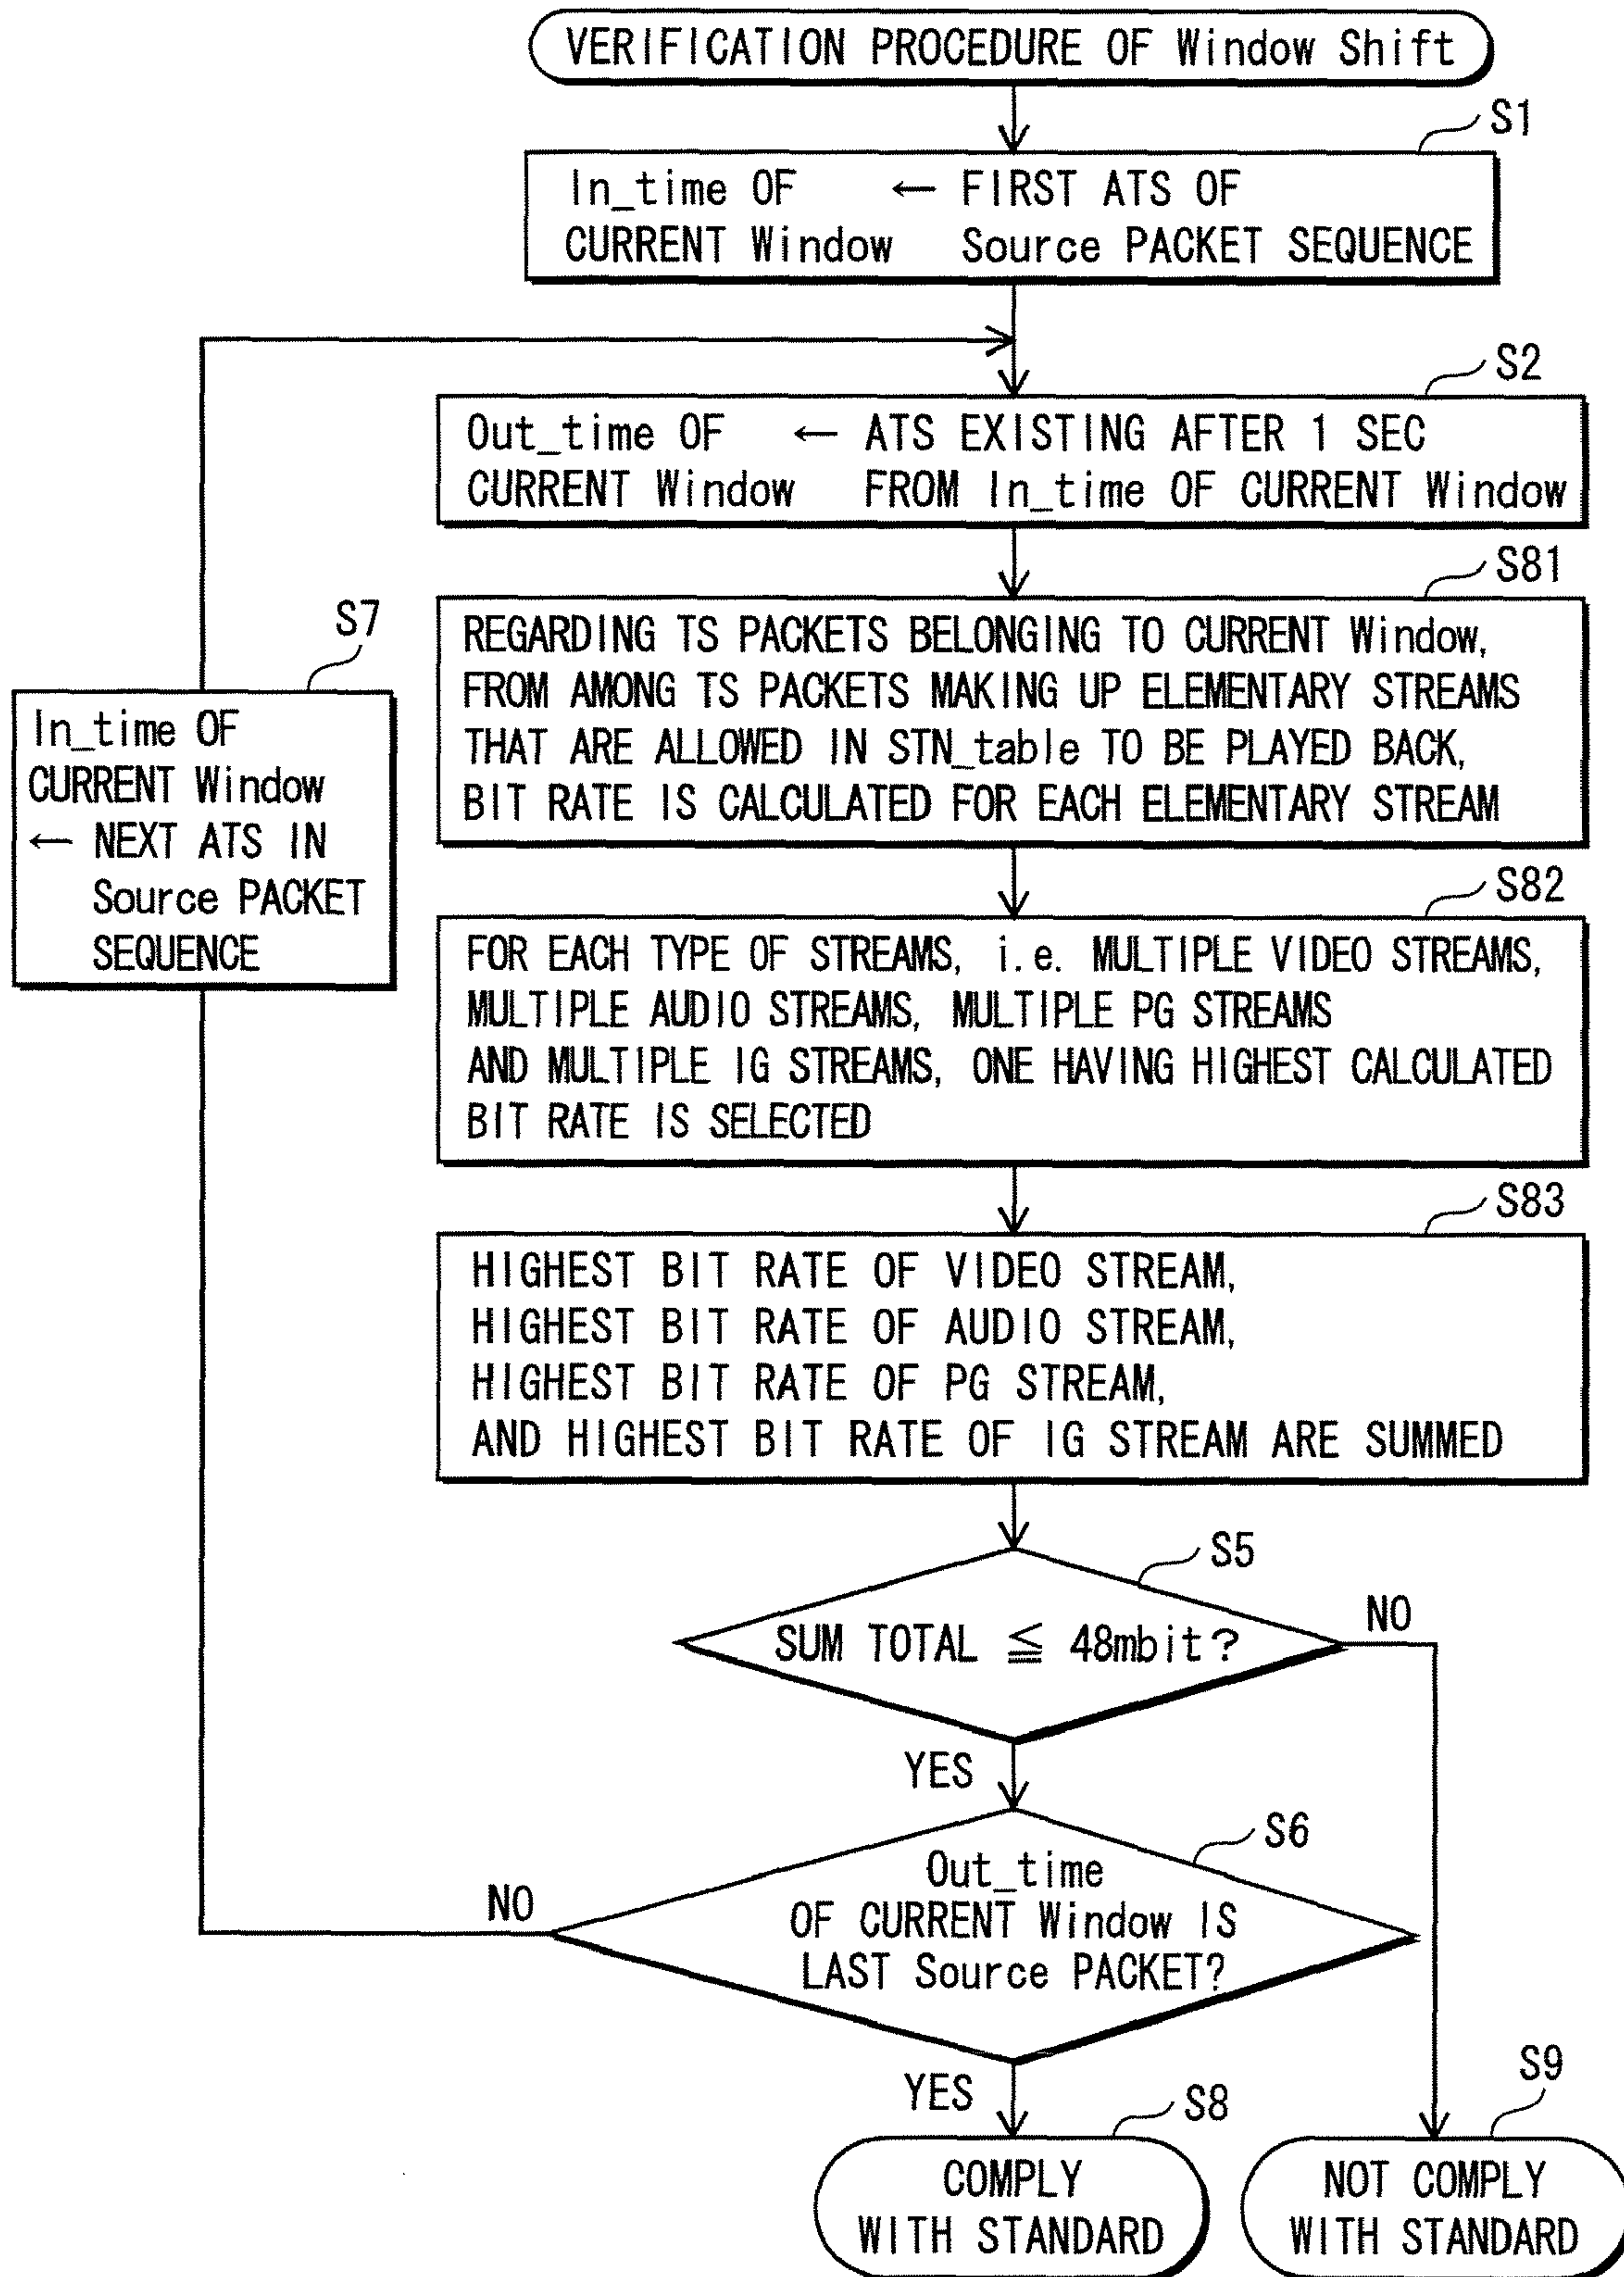 VERIFICATION PROCEDURE OF Window Shift
S1
In_time OF ← FIRST ATS OF
CURRENT Window Source PACKET SEQUENCE
S2
Out_time OF ← ATS EXISTING AFTER 1 SEC
CURRENT Window FROM In_time OF CURRENT Window
S81
REGARDING TS PACKETS BELONGING TO CURRENT Window,
FROM AMONG TS PACKETS MAKING UP ELEMENTARY STREAMS
THAT ARE ALLOWED IN STN_table TO BE PLAYED BACK,
BIT RATE IS CALCULATED FOR EACH ELEMENTARY STREAM
S7
In_time OF
CURRENT Window
← NEXT ATS IN
Source PACKET
SEQUENCE
S82
FOR EACH TYPE OF STREAMS, i.e. MULTIPLE VIDEO STREAMS,
MULTIPLE AUDIO STREAMS, MULTIPLE PG STREAMS
AND MULTIPLE IG STREAMS, ONE HAVING HIGHEST CALCULATED
BIT RATE IS SELECTED
S83
HIGHEST BIT RATE OF VIDEO STREAM,
HIGHEST BIT RATE OF AUDIO STREAM,
HIGHEST BIT RATE OF PG STREAM,
AND HIGHEST BIT RATE OF IG STREAM ARE SUMMED
S5
SUM TOTAL ≦ 48mbit?
NO
YES
S6
Out_time
OF CURRENT Window IS
LAST Source PACKET?
NO
YES
S8
COMPLY
WITH STANDARD
S9
NOT COMPLY
WITH STANDARD